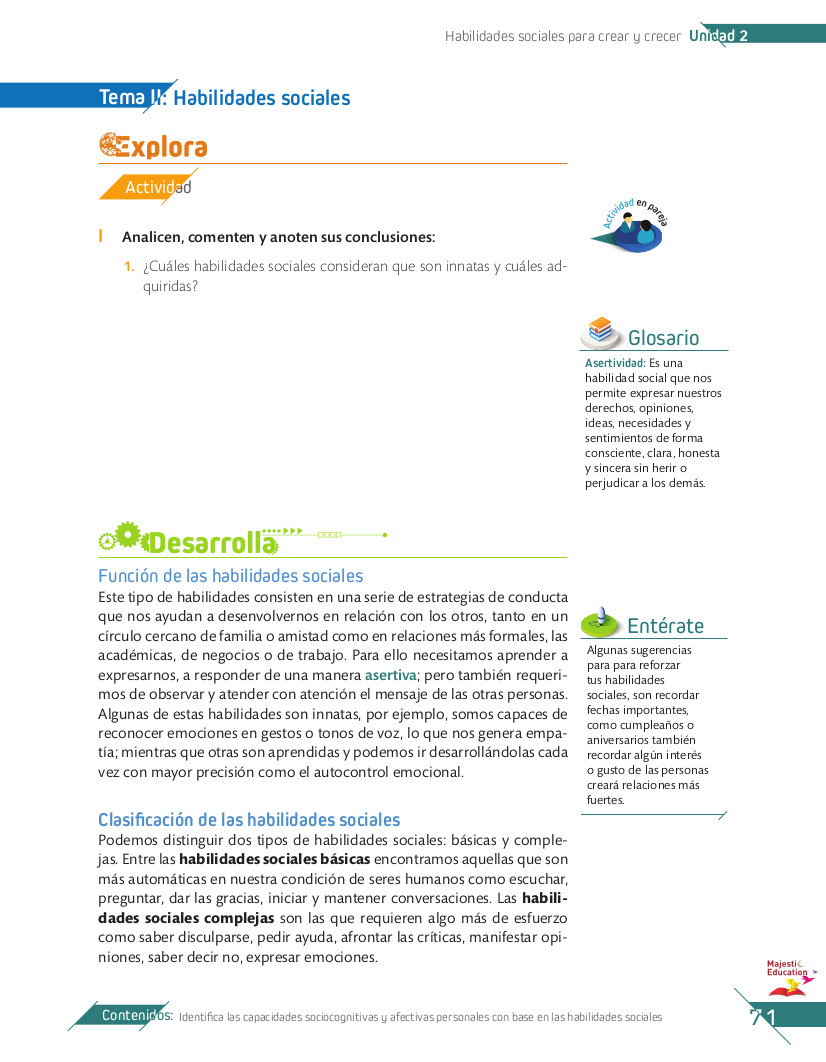 Habilidades sociales para crear y crecer Unidad 2
Tema II: Habilidades sociales
Explora
Actividad
Actividad en pareja
I Analicen, comenten y anoten sus conclusiones:
1. ¿Cuáles habilidades sociales consideran que son innatas y cuáles ad-
quiridas?
Glosario
Asertividad: Es una
habilidad social que nos
permite expresar nuestros
derechos, opiniones,
ideas, necesidades y
sentimientos de forma
consciente, clara, honesta
y sincera sin herir o
perjudicar a los demás.
Desarrolla
Función de las habilidades sociales
Este tipo de habilidades consisten en una serie de estrategias de conducta
que nos ayudan a desenvolvernos en relación con los otros, tanto en un
círculo cercano de familia o amistad como en relaciones más formales, las
académicas, de negocios o de trabajo. Para ello necesitamos aprender a
expresarnos, a responder de una manera asertiva; pero también requeri-
mos de observar y atender con atención el mensaje de las otras personas.
Algunas de estas habilidades son innatas, por ejemplo, somos capaces de
reconocer emociones en gestos o tonos de voz, lo que nos genera empa-
tía; mientras que otras son aprendidas y podemos ir desarrollándolas cada
vez con mayor precisión como el autocontrol emocional.
Entérate
Algunas sugerencias
para para reforzar
tus habilidades
sociales, son recordar
fechas importantes,
como cumpleaños o
aniversarios también
recordar algún interés
o gusto de las personas
creará relaciones más
fuertes.
Clasificación de las habilidades sociales
Podemos distinguir dos tipos de habilidades sociales: básicas y comple-
jas. Entre las habilidades sociales básicas encontramos aquellas que son
más automáticas en nuestra condición de seres humanos como escuchar,
preguntar, dar las gracias, iniciar y mantener conversaciones. Las habili-
dades sociales complejas son las que requieren algo más de esfuerzo
como saber disculparse, pedir ayuda, afrontar las críticas, manifestar opi-
niones, saber decir no, expresar emociones.
Majestic
Education
Contenidos: Identifica las capacidades sociocognitivas y afectivas personales con base en las habilidades sociales
71